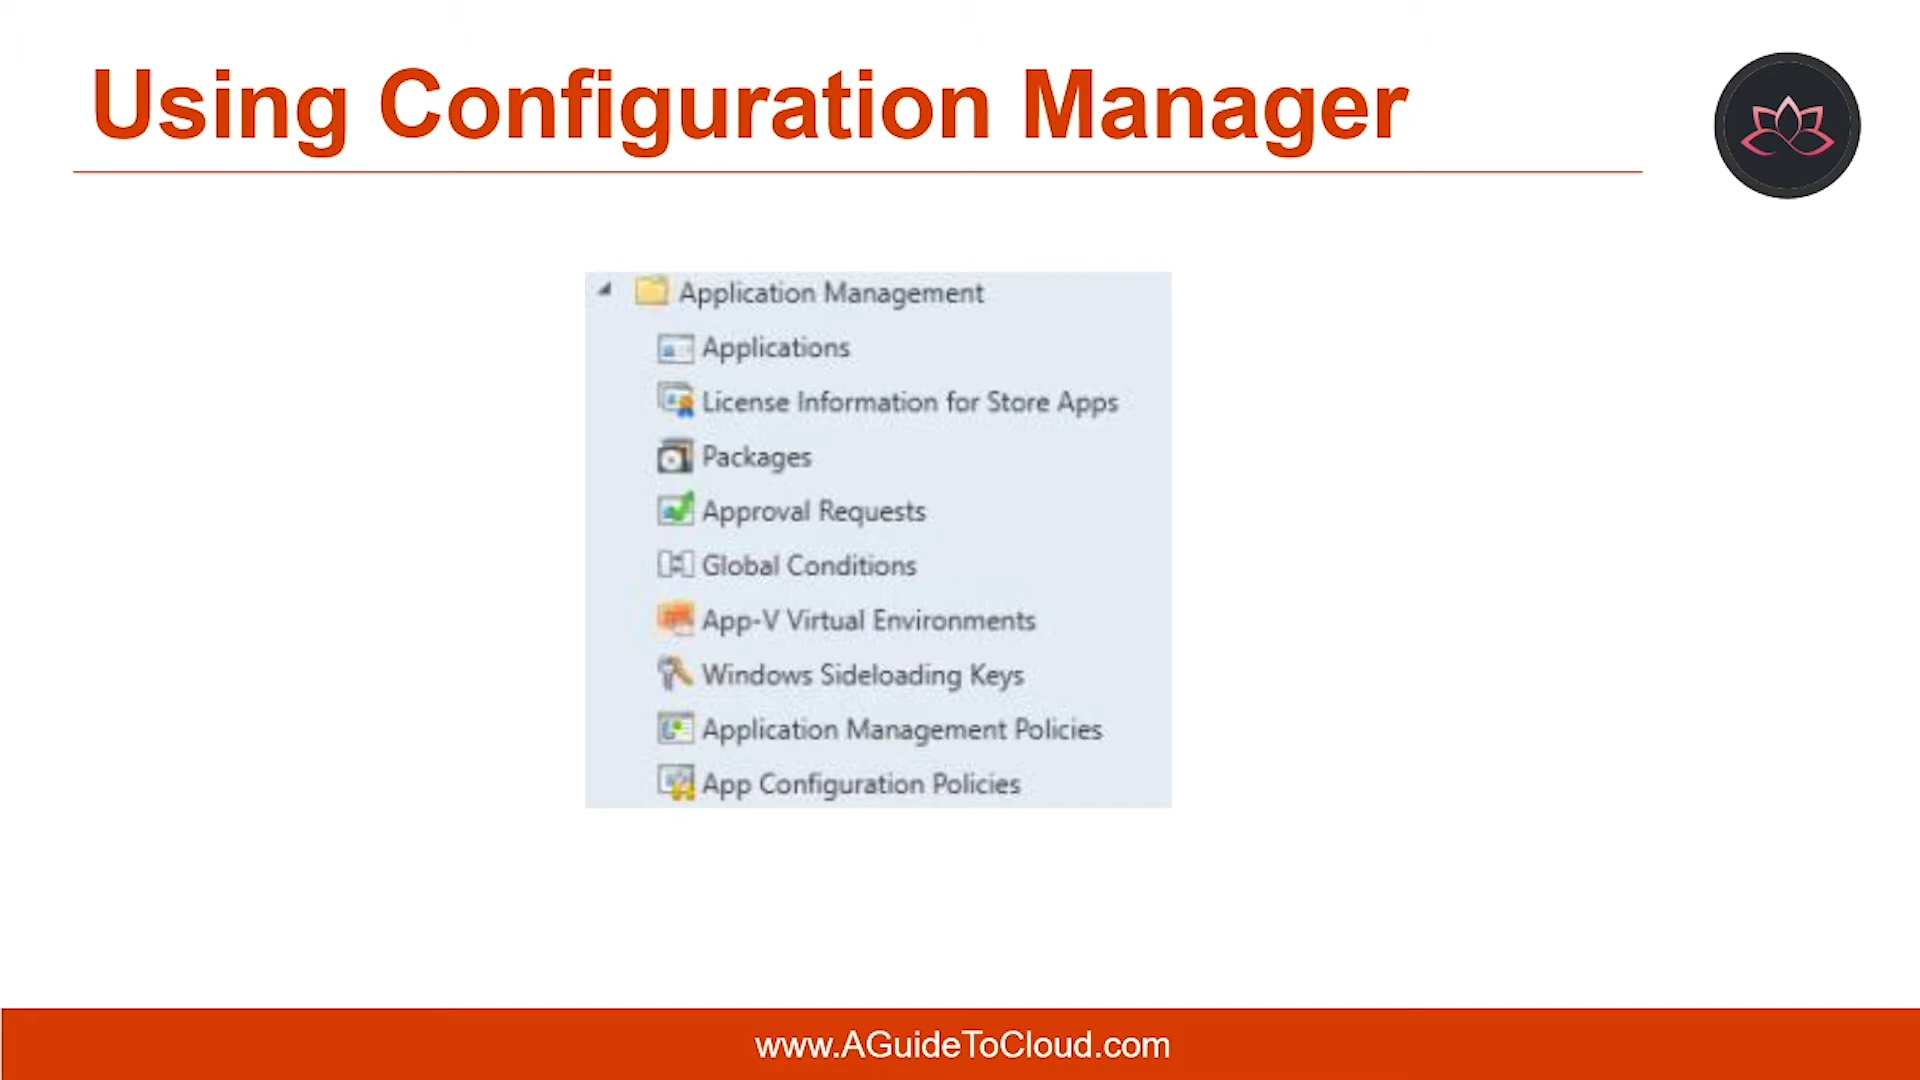 Using Configuration Manager
Application Management
Applications
License Information for Store Apps
Packages
Approval Requests
Global Conditions
App-V Virtual Environments
Windows Sideloading Keys
Application Management Policies
App Configuration Policies
www.AGuideToCloud.com